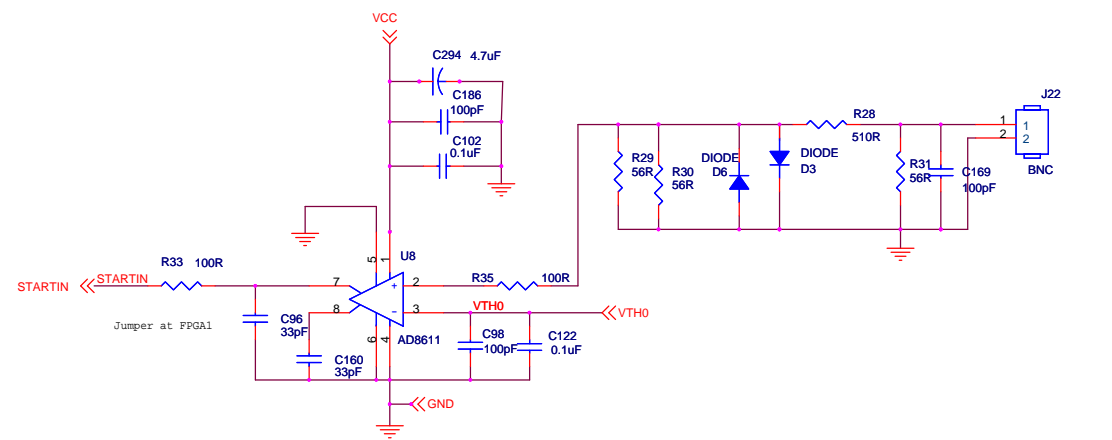 VCC
C294 4.7uF
C186
100pF
C102
0.1uF
J22
R28
510R
1
2
1
2
BNC
R29
56R
R30
56R
DIODE
D6
DIODE
D3
R31
56R
C169
100pF
5
1
U8
R33 100R
STARTIN
STARTIN
7
8
+
-
2
3
R35 100R
VTH0
VTH0
Jumper at FPGA1
C96
33pF
C160
33pF
6
4
AD8611
C98
100pF
C122
0.1uF
GND